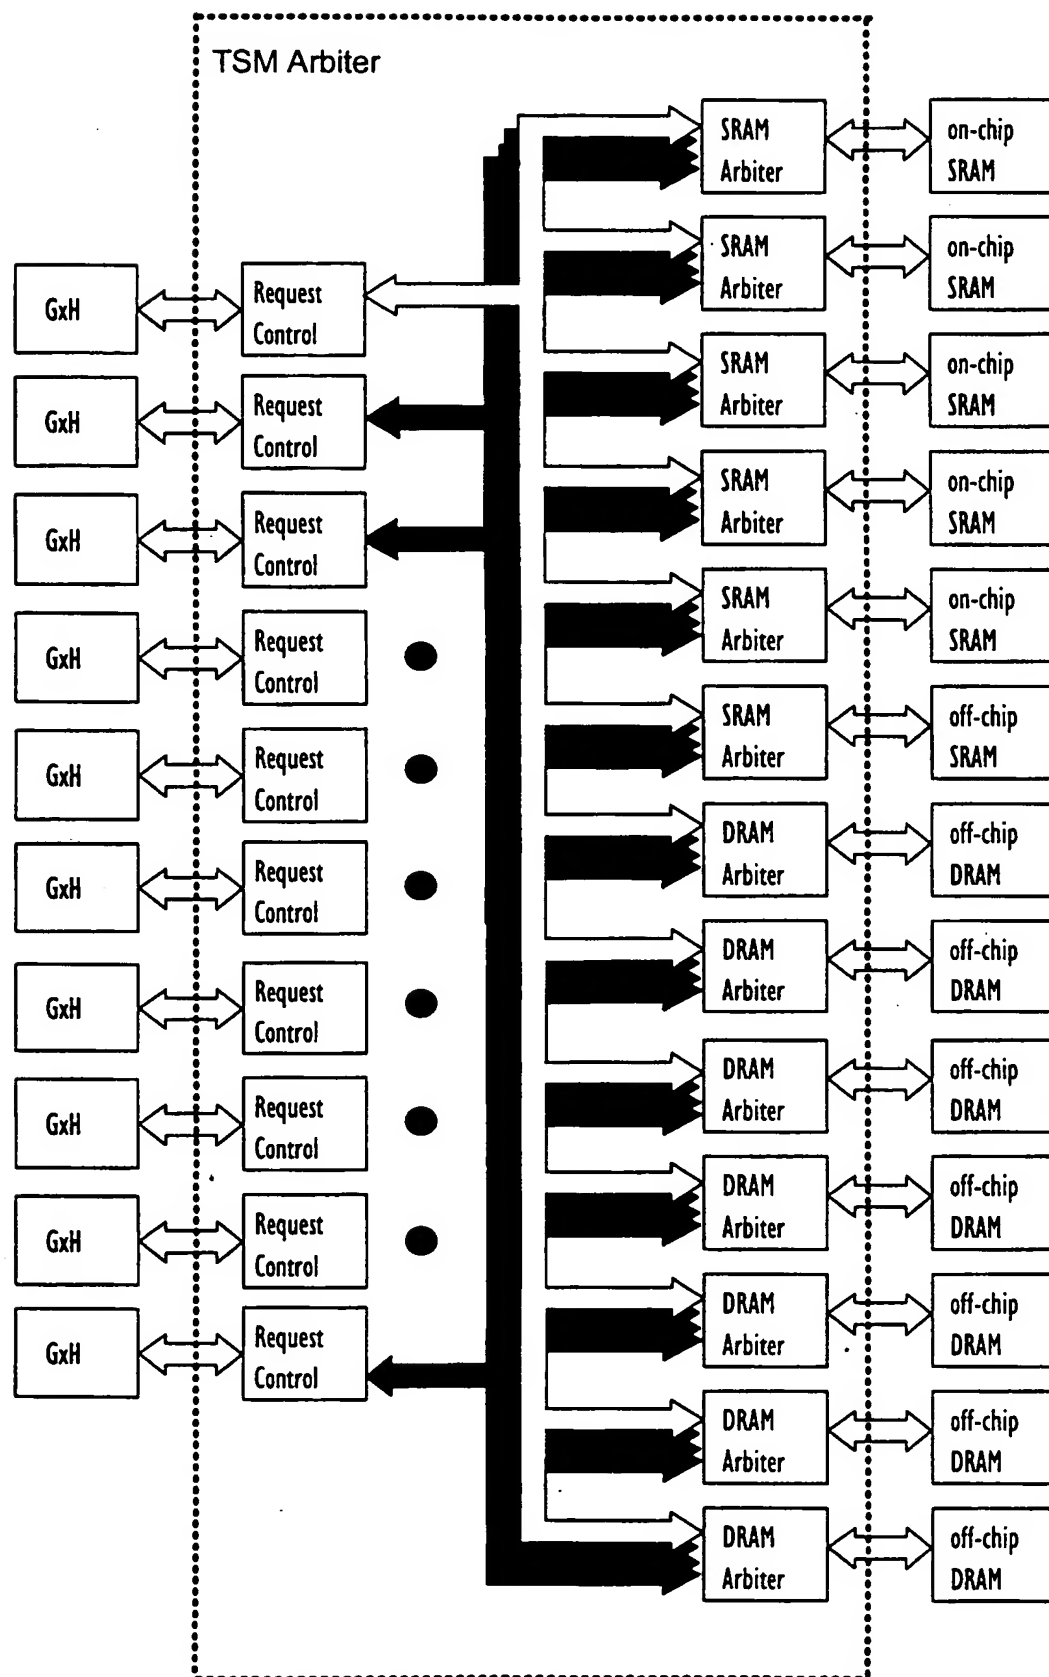 TSM Arbiter
GxH
GxH
GxH
GxH
GxH
GxH
GxH
GxH
GxH
GxH
Request
Control
Request
Control
Request
Control
Request
Control
Request
Control
Request
Control
Request
Control
Request
Control
Request
Control
Request
Control
SRAM
Arbiter
SRAM
Arbiter
SRAM
Arbiter
SRAM
Arbiter
SRAM
Arbiter
SRAM
Arbiter
DRAM
Arbiter
DRAM
Arbiter
DRAM
Arbiter
DRAM
Arbiter
DRAM
Arbiter
DRAM
Arbiter
DRAM
Arbiter
on-chip
SRAM
on-chip
SRAM
on-chip
SRAM
on-chip
SRAM
on-chip
SRAM
off-chip
SRAM
off-chip
DRAM
off-chip
DRAM
off-chip
DRAM
off-chip
DRAM
off-chip
DRAM
off-chip
DRAM
off-chip
DRAM